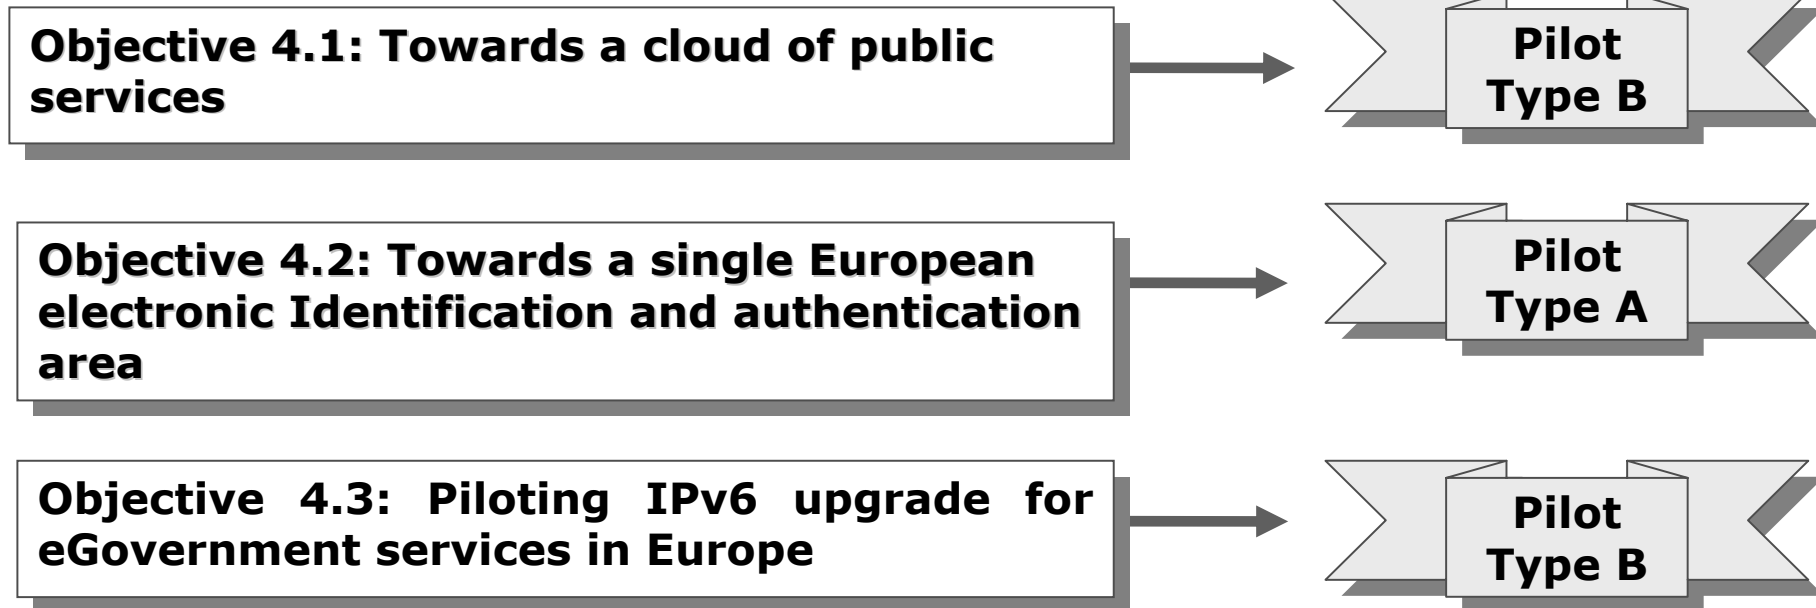 Objective 4.1: Towards a cloud of public
services
Pilot
Type B
Objective 4.2: Towards a single European
electronic Identification and authentication
area
Pilot
Type A
Objective 4.3: Piloting IPv6 upgrade for
eGovernment services in Europe
Pilot
Type B